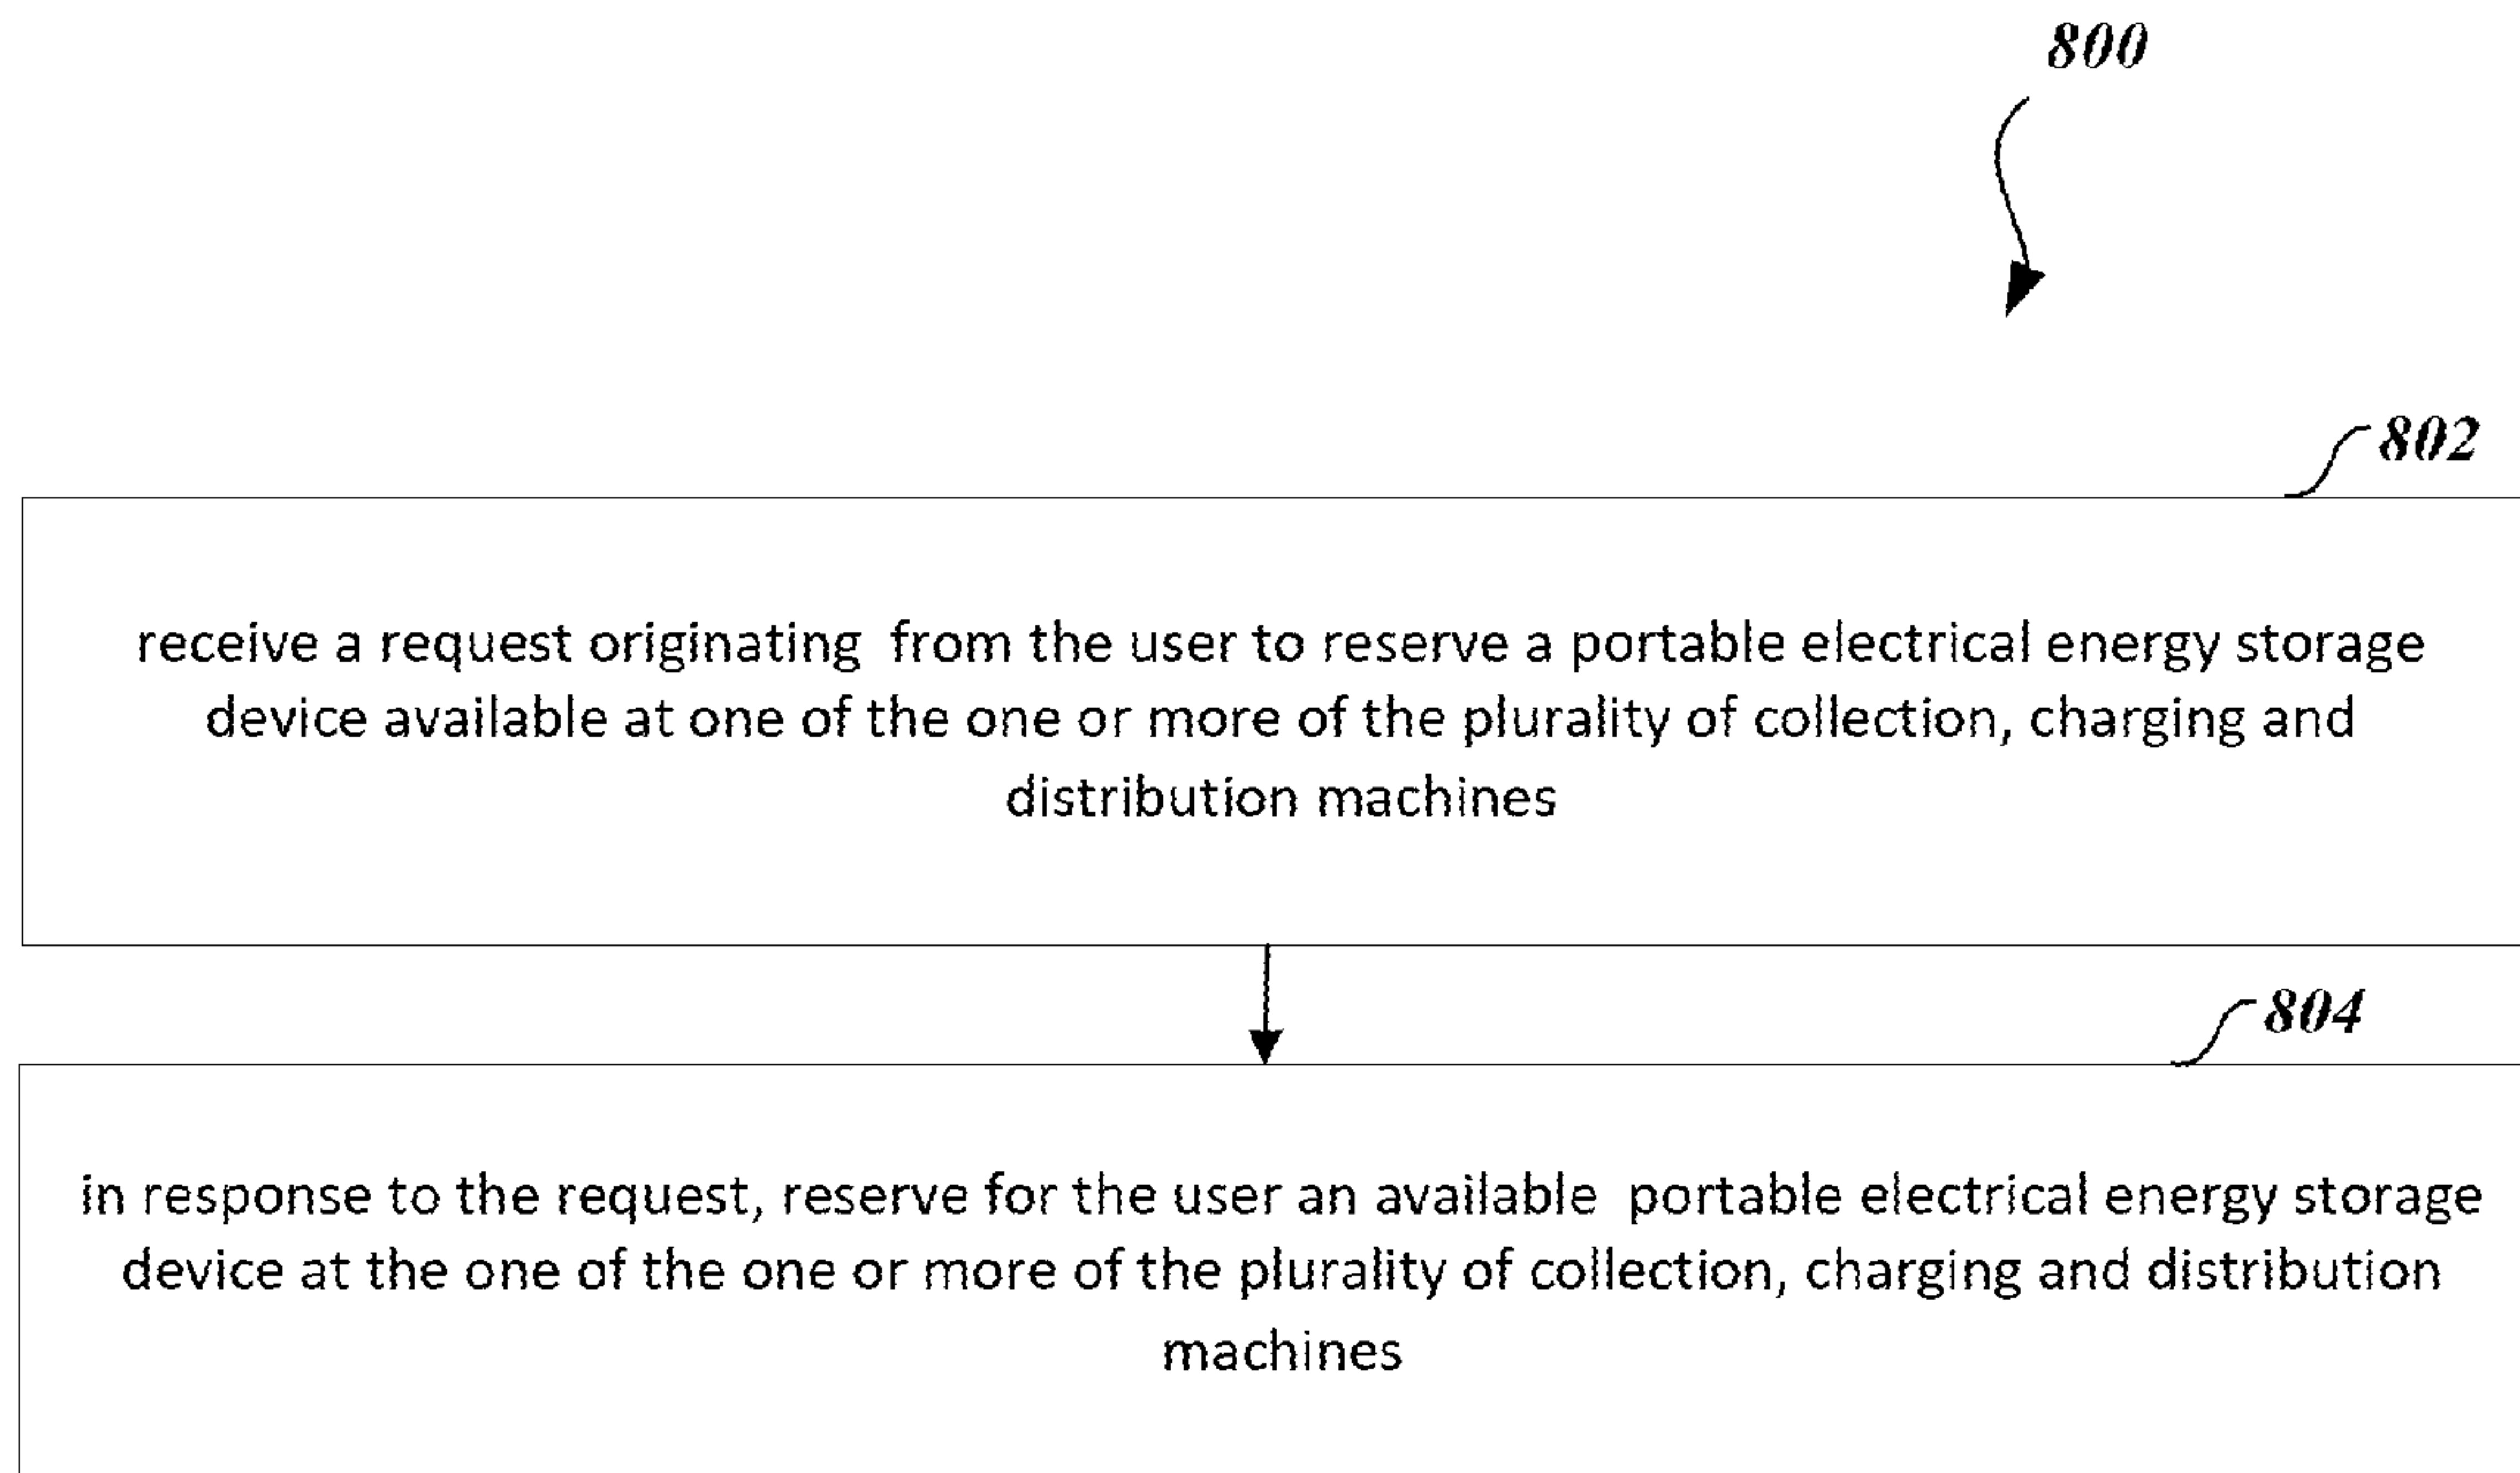 800
802
receive a request originating from the user to reserve a portable electrical energy storage
device available at one of the one or more of the plurality of collection, charging and
distribution machines
804
in response to the request, reserve for the user an available portable electrical energy storage
device at the one of the one or more of the plurality of collection, charging and distribution
machines